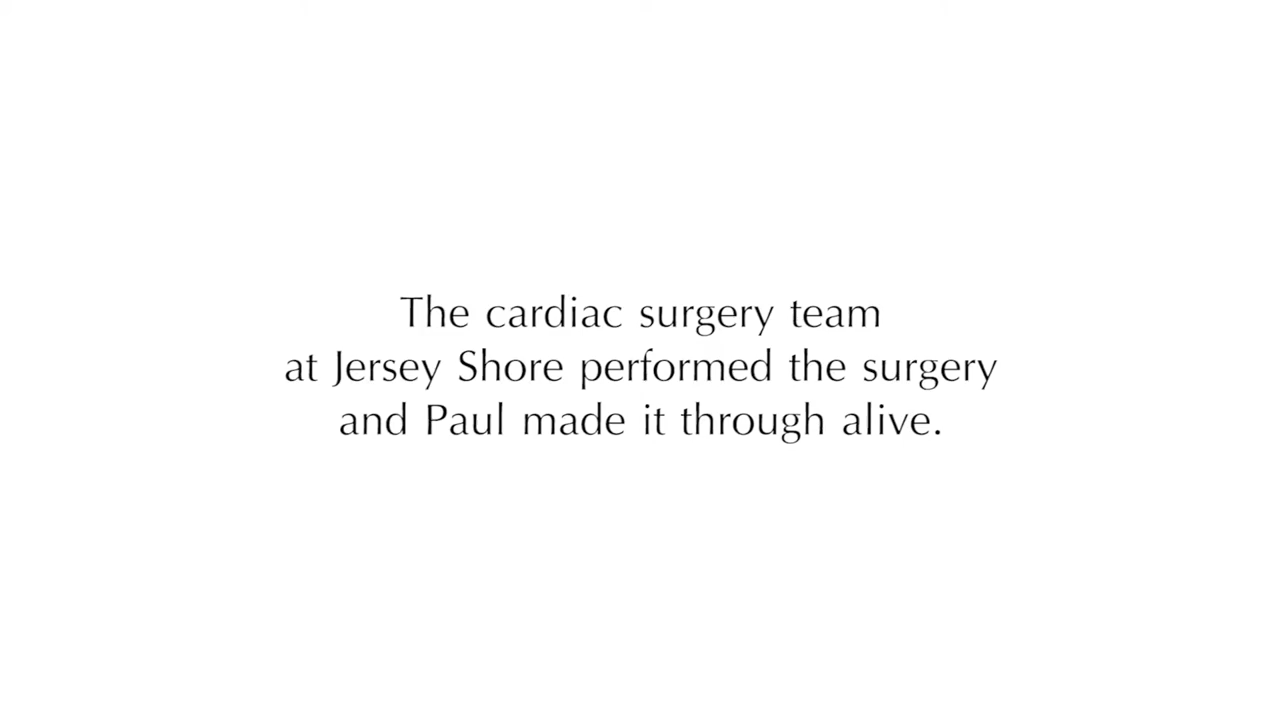 The cardiac surgery team
at Jersey Shore performed the surgery
and Paul made it through alive.